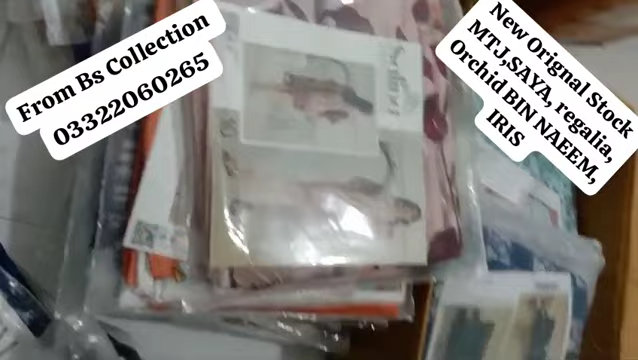 From Bs Collection
03322060265
New Orignal Stock
MTJ,SAYA, regalia,
Orchid BIN NAEEM,
IRIS